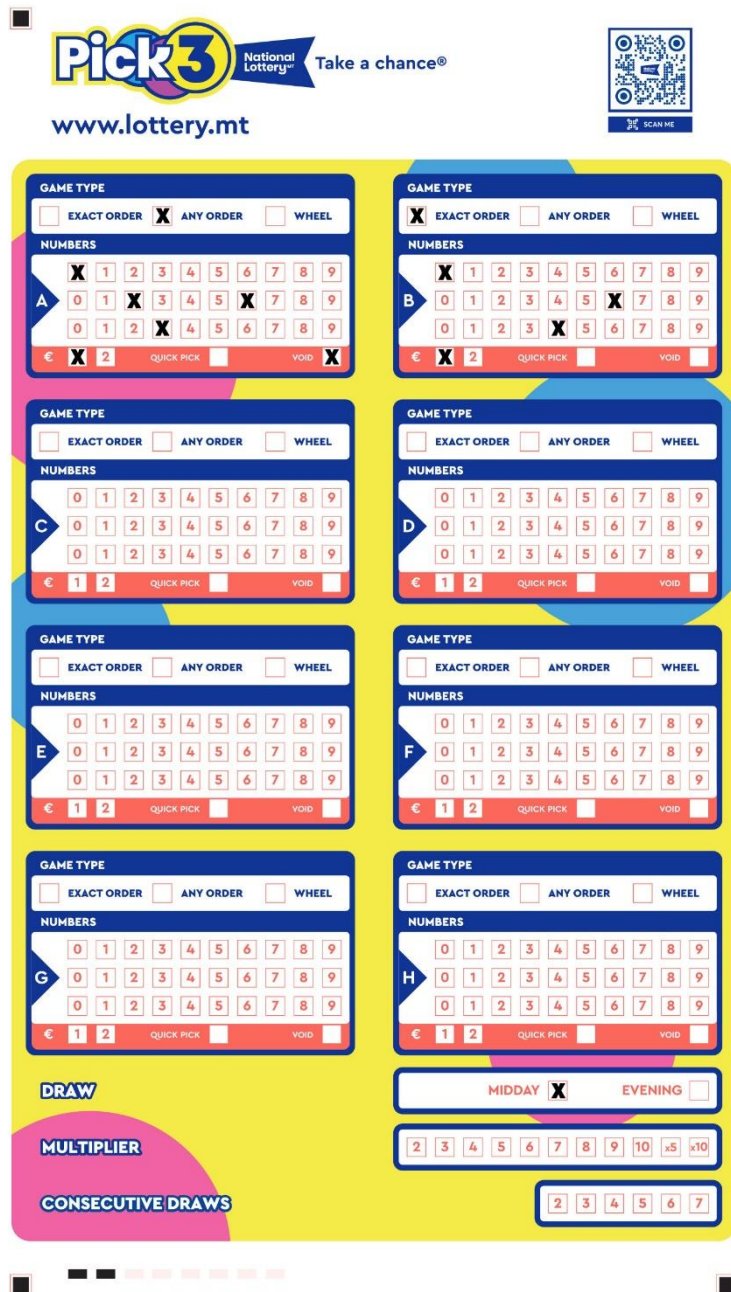 Pick3 National Lottery.MT Take a chance®
www.lottery.mt
SCAN ME
GAME TYPE
EXACT ORDER X ANY ORDER WHEEL
NUMBERS
A
X 1 2 3 4 5 6 7 8 9
0 1 X 3 4 5 X 7 8 9
0 1 2 X 4 5 6 7 8 9
€ X 2 QUICK PICK VOID X
GAME TYPE
X EXACT ORDER ANY ORDER WHEEL
NUMBERS
B
X 1 2 3 4 5 6 7 8 9
0 1 2 3 4 5 X 7 8 9
0 1 2 3 X 5 6 7 8 9
€ X 2 QUICK PICK VOID
GAME TYPE
EXACT ORDER ANY ORDER WHEEL
NUMBERS
C
0 1 2 3 4 5 6 7 8 9
0 1 2 3 4 5 6 7 8 9
0 1 2 3 4 5 6 7 8 9
€ 1 2 QUICK PICK VOID
GAME TYPE
EXACT ORDER ANY ORDER WHEEL
NUMBERS
D
0 1 2 3 4 5 6 7 8 9
0 1 2 3 4 5 6 7 8 9
0 1 2 3 4 5 6 7 8 9
€ 1 2 QUICK PICK VOID
GAME TYPE
EXACT ORDER ANY ORDER WHEEL
NUMBERS
E
0 1 2 3 4 5 6 7 8 9
0 1 2 3 4 5 6 7 8 9
0 1 2 3 4 5 6 7 8 9
€ 1 2 QUICK PICK VOID
GAME TYPE
EXACT ORDER ANY ORDER WHEEL
NUMBERS
F
0 1 2 3 4 5 6 7 8 9
0 1 2 3 4 5 6 7 8 9
0 1 2 3 4 5 6 7 8 9
€ 1 2 QUICK PICK VOID
GAME TYPE
EXACT ORDER ANY ORDER WHEEL
NUMBERS
G
0 1 2 3 4 5 6 7 8 9
0 1 2 3 4 5 6 7 8 9
0 1 2 3 4 5 6 7 8 9
€ 1 2 QUICK PICK VOID
GAME TYPE
EXACT ORDER ANY ORDER WHEEL
NUMBERS
H
0 1 2 3 4 5 6 7 8 9
0 1 2 3 4 5 6 7 8 9
0 1 2 3 4 5 6 7 8 9
€ 1 2 QUICK PICK VOID
DRAW MIDDAY X EVENING
MULTIPLIER 2 3 4 5 6 7 8 9 10 x5 x10
CONSECUTIVE DRAWS 2 3 4 5 6 7